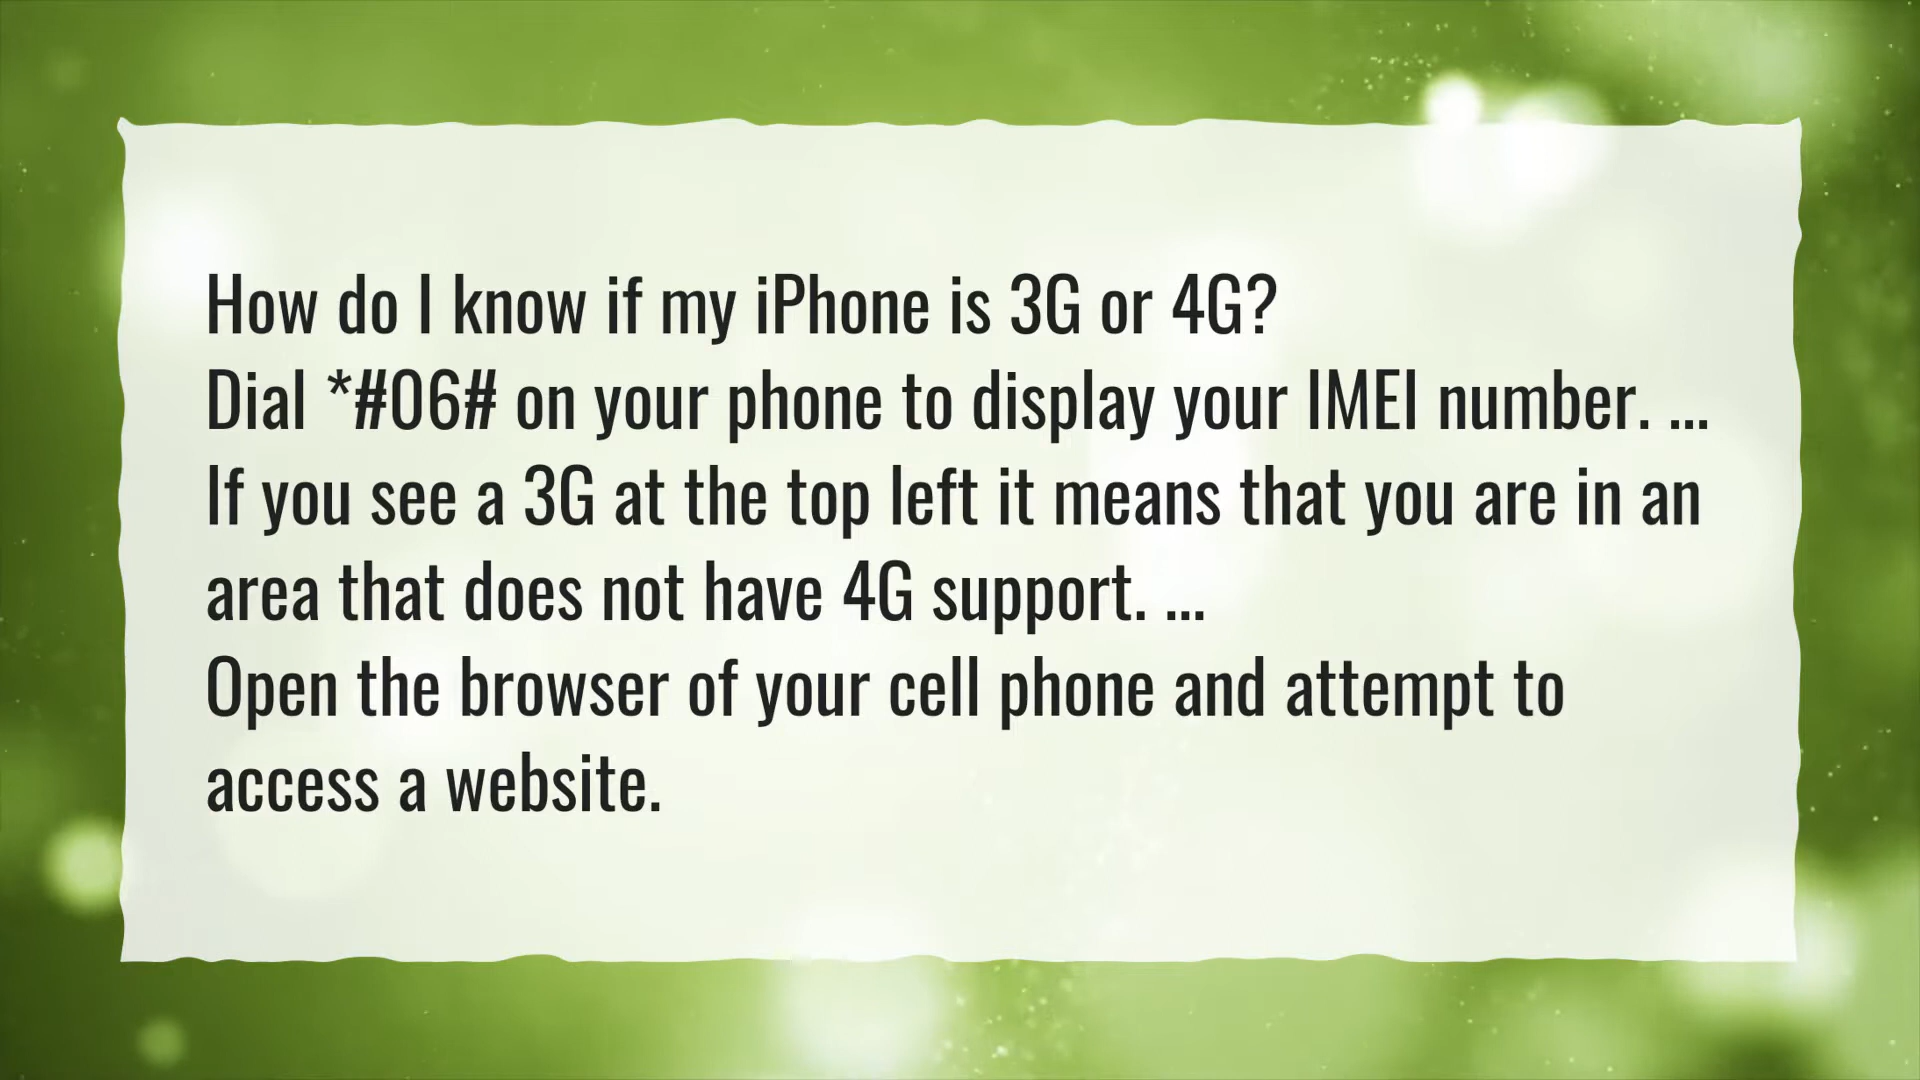 How do I know if my iPhone is 3G or 4G?
Dial *#06# on your phone to display your IMEI number. ...
If you see a 3G at the top left it means that you are in an
area that does not have 4G support. ...
Open the browser of your cell phone and attempt to
access a website.